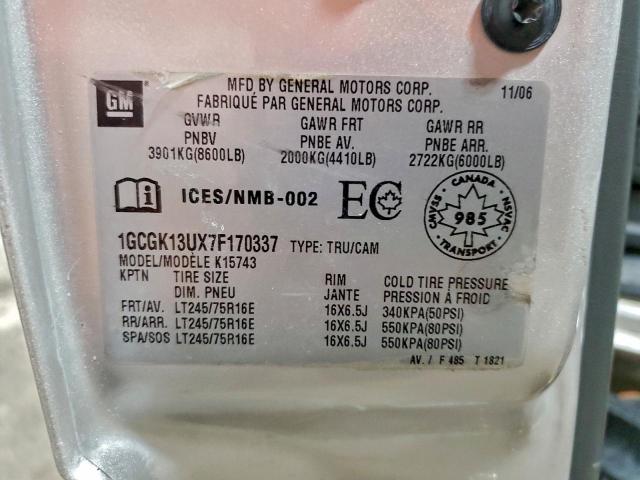 GM
MFD BY GENERAL MOTORS CORP. 11/06
FABRIQUÉ PAR GENERAL MOTORS CORP.
GVWR GAWR FRT GAWR RR
PNBV PNBE AV. PNBE ARR.
3901KG(8600LB) 2000KG(4410LB) 2722KG(6000LB)
i ICES/NMB-002 EC CANADA CMVSS 985 NSVAC TRANSPORT
1GCGK13UX7F170337 TYPE: TRU/CAM
MODEL/MODÈLE K15743
KPTN TIRE SIZE RIM COLD TIRE PRESSURE
DIM. PNEU JANTE PRESSION À FROID
FRT/AV. LT245/75R16E 16X6.5J 340KPA(50PSI)
RR/ARR. LT245/75R16E 16X6.5J 550KPA(80PSI)
SPA/SOS LT245/75R16E 16X6.5J 550KPA(80PSI)
AV. / F 485 T 1821